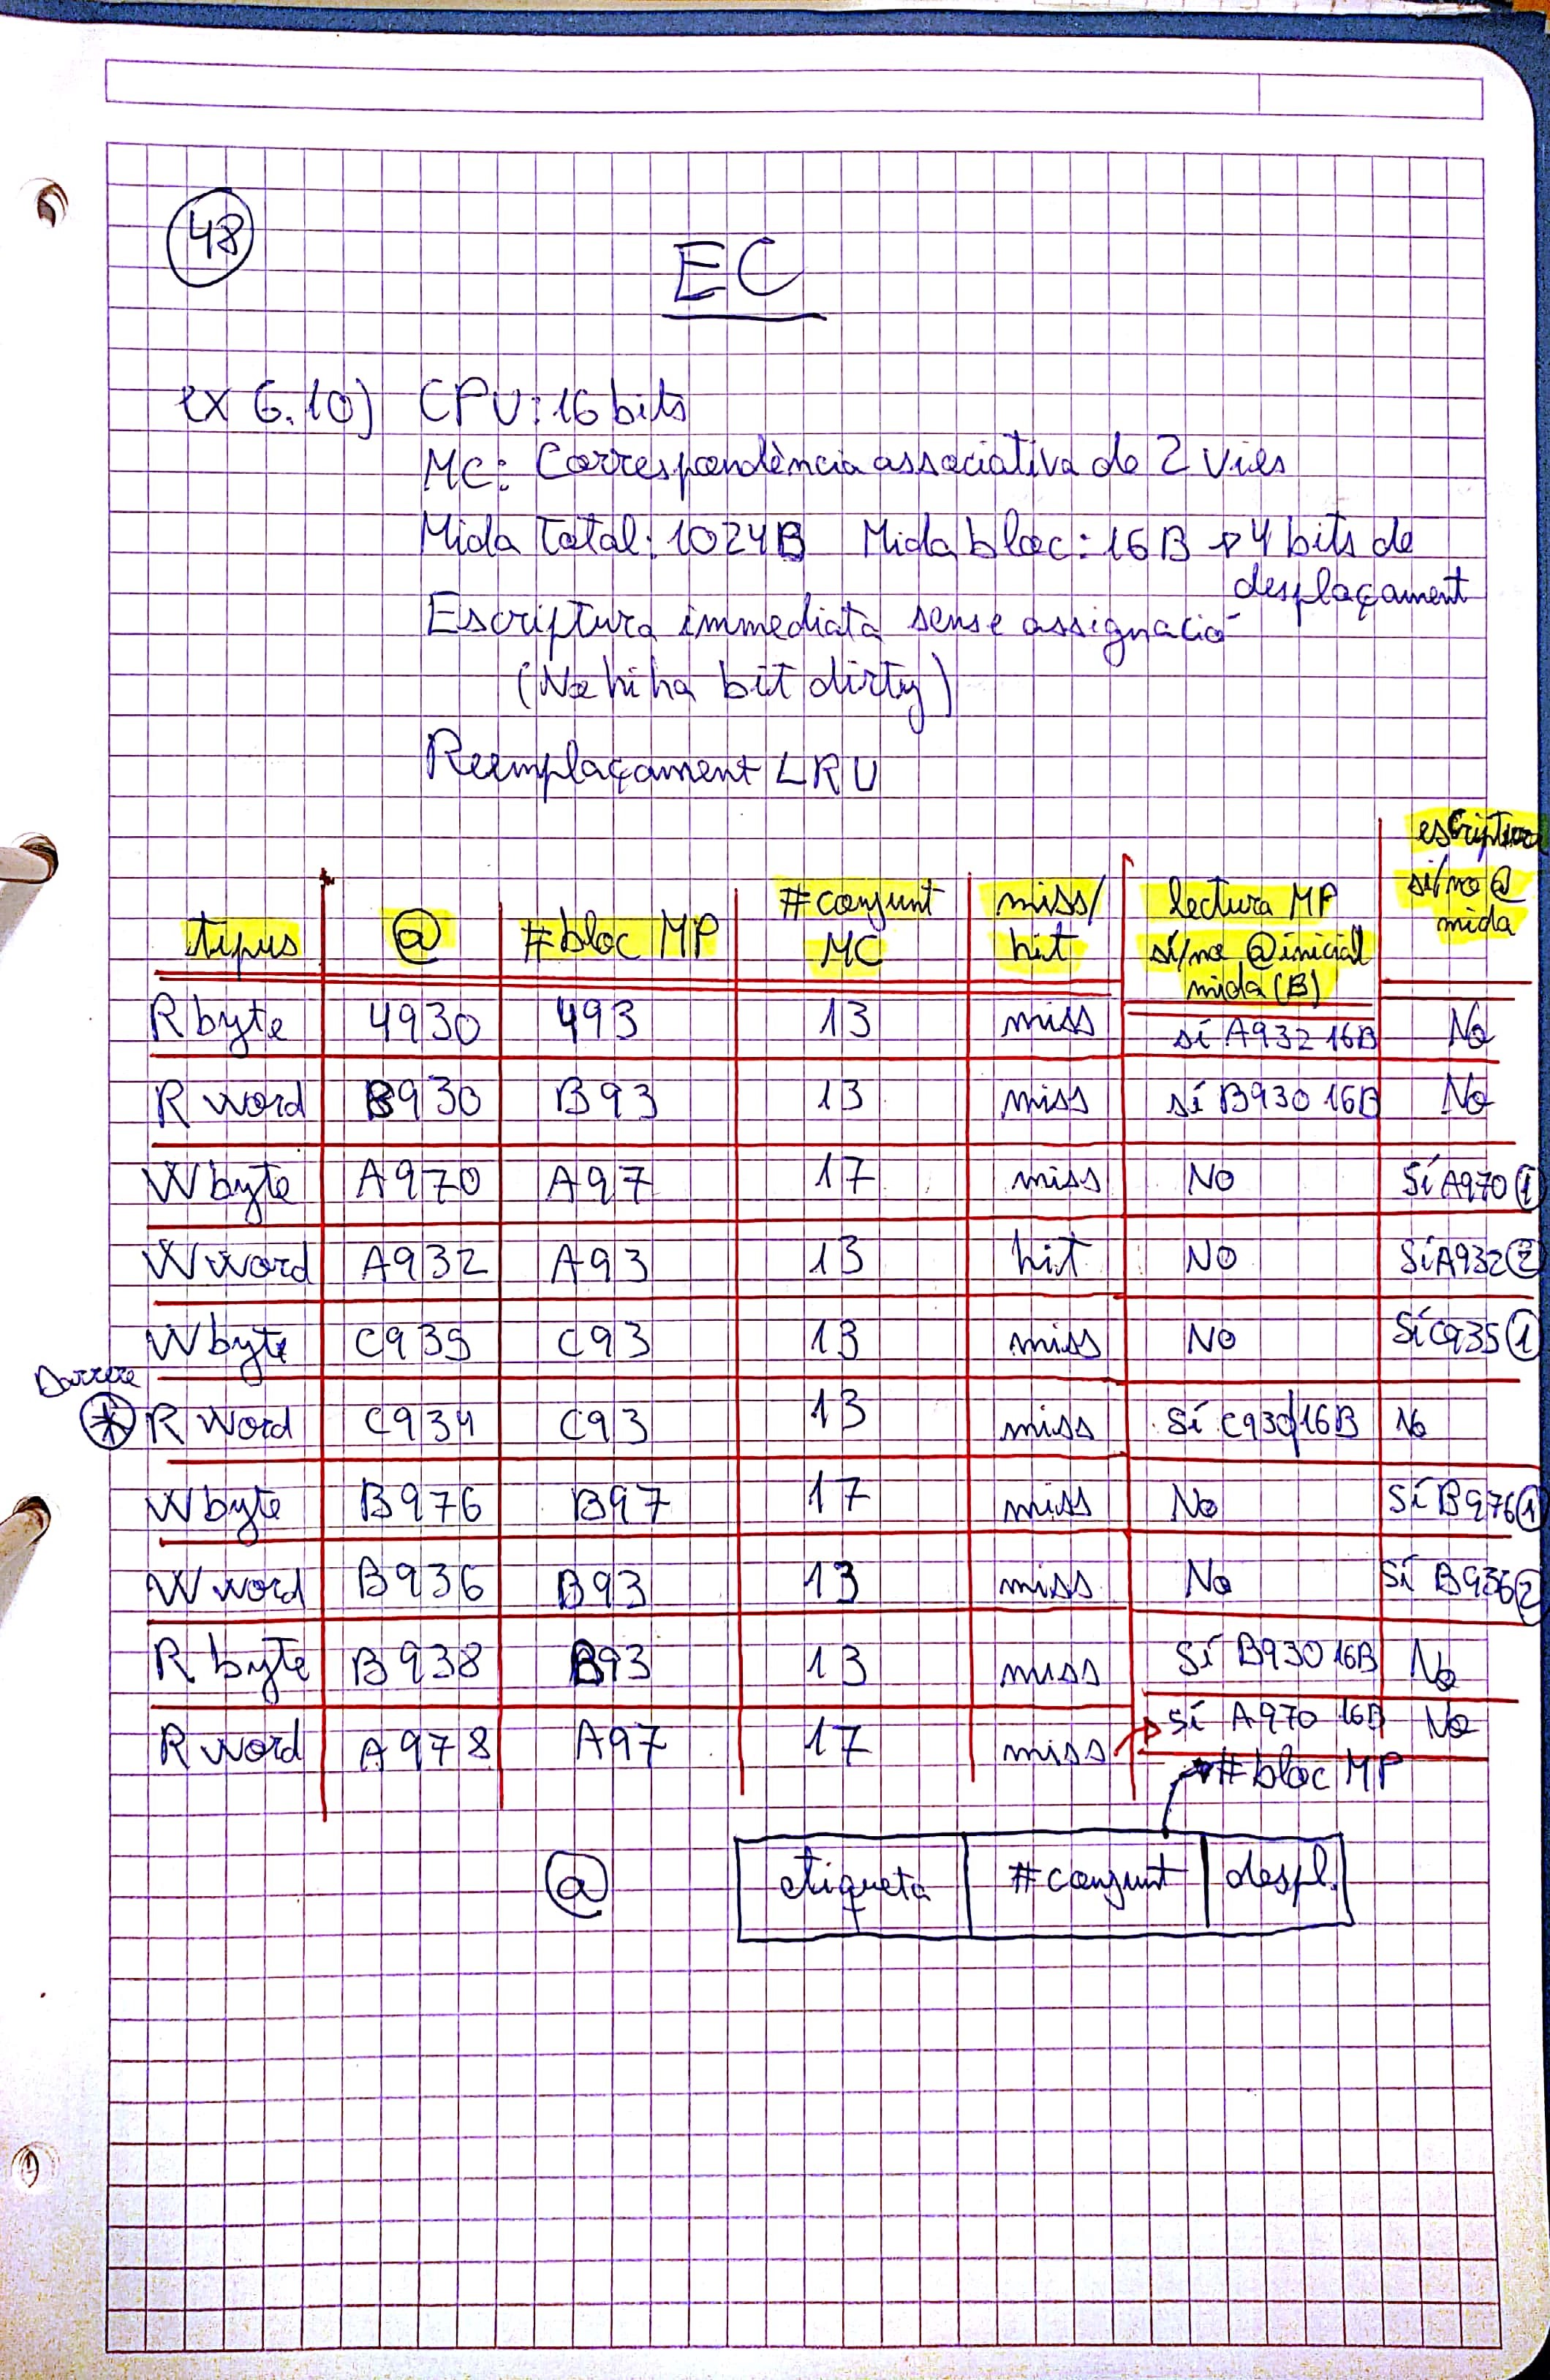 48
EC
ex 6.10) CPU: 16 bits
MC: Correspondència associativa de 2 vies
Mida Total: 1024B Mida bloc: 16B → 4 bits de
desplaçament
Escriptura immediata sense assignació
(No hi ha bit dirty)
Reemplaçament LRU
tipus @ #bloc MP #conjunt MC miss/hit lectura MP sí/no @inicial mida (B) escriptura sí/no @ mida
R byte 4930 493 13 miss sí A932 16B No
R word B930 B93 13 miss sí B930 16B No
W byte A970 A97 17 miss No Sí A970 1
W word A932 A93 13 hit No Sí A932 2
W byte C935 C93 13 miss No Sí C935 1
Darrere
* R word C934 C93 13 miss Sí C930 16B No
W byte B976 B97 17 miss No Sí B976 1
W word B936 B93 13 miss No Sí B936 2
R byte B938 B93 13 miss Sí B930 16B No
R word A978 A97 17 miss → sí A970 16B No
#bloc MP
@ etiqueta #conjunt despl.